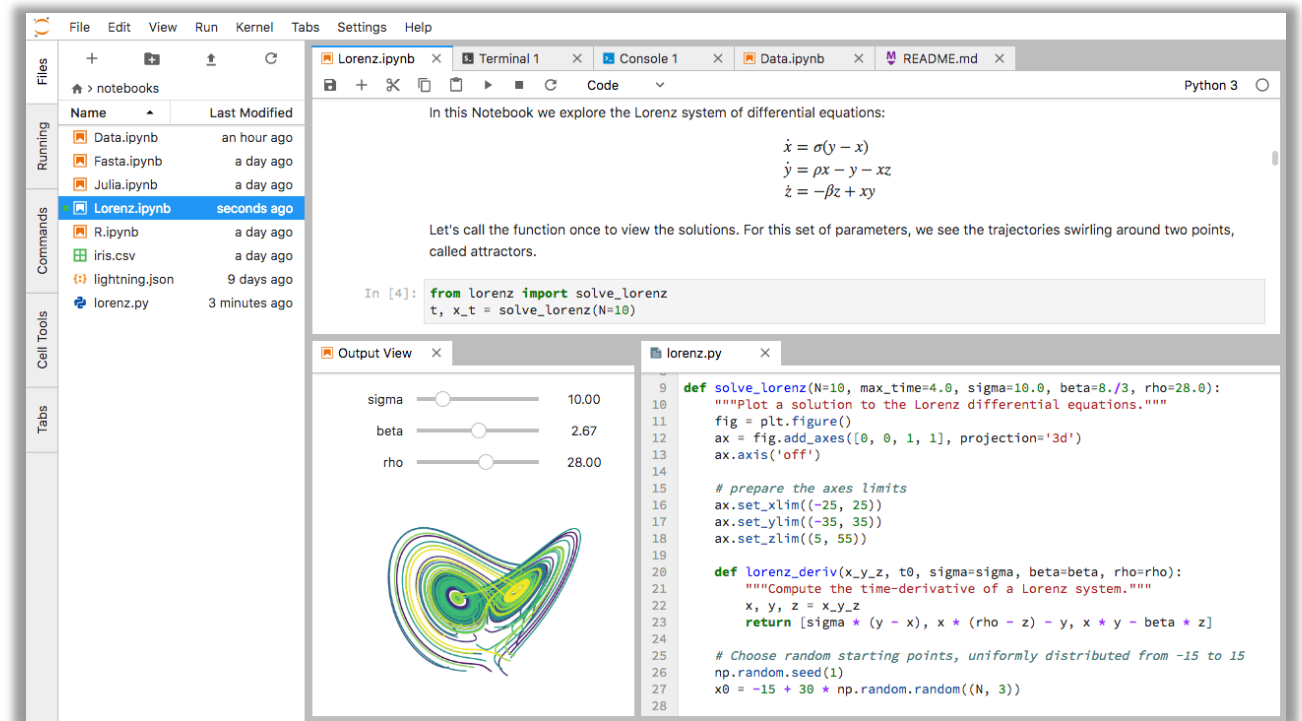 File Edit View Run Kernel Tabs Settings Help
Files
Running
Commands
Cell Tools
Tabs
> notebooks
Name Last Modified
Data.ipynb an hour ago
Fasta.ipynb a day ago
Julia.ipynb a day ago
Lorenz.ipynb seconds ago
R.ipynb a day ago
iris.csv a day ago
lightning.json 9 days ago
lorenz.py 3 minutes ago
Lorenz.ipynb × Terminal 1 × Console 1 × Data.ipynb × README.md ×
Code Python 3
In this Notebook we explore the Lorenz system of differential equations:
ẋ = σ(y − x)
ẏ = ρx − y − xz
ż = −βz + xy
Let's call the function once to view the solutions. For this set of parameters, we see the trajectories swirling around two points,
called attractors.
In [4]: from lorenz import solve_lorenz
t, x_t = solve_lorenz(N=10)
Output View ×
sigma 10.00
beta 2.67
rho 28.00
lorenz.py ×
9 def solve_lorenz(N=10, max_time=4.0, sigma=10.0, beta=8./3, rho=28.0):
10     """Plot a solution to the Lorenz differential equations."""
11     fig = plt.figure()
12     ax = fig.add_axes([0, 0, 1, 1], projection='3d')
13     ax.axis('off')
14
15     # prepare the axes limits
16     ax.set_xlim((-25, 25))
17     ax.set_ylim((-35, 35))
18     ax.set_zlim((5, 55))
19
20     def lorenz_deriv(x_y_z, t0, sigma=sigma, beta=beta, rho=rho):
21         """Compute the time-derivative of a Lorenz system."""
22         x, y, z = x_y_z
23         return [sigma * (y - x), x * (rho - z) - y, x * y - beta * z]
24
25     # Choose random starting points, uniformly distributed from -15 to 15
26     np.random.seed(1)
27     x0 = -15 + 30 * np.random.random((N, 3))
28